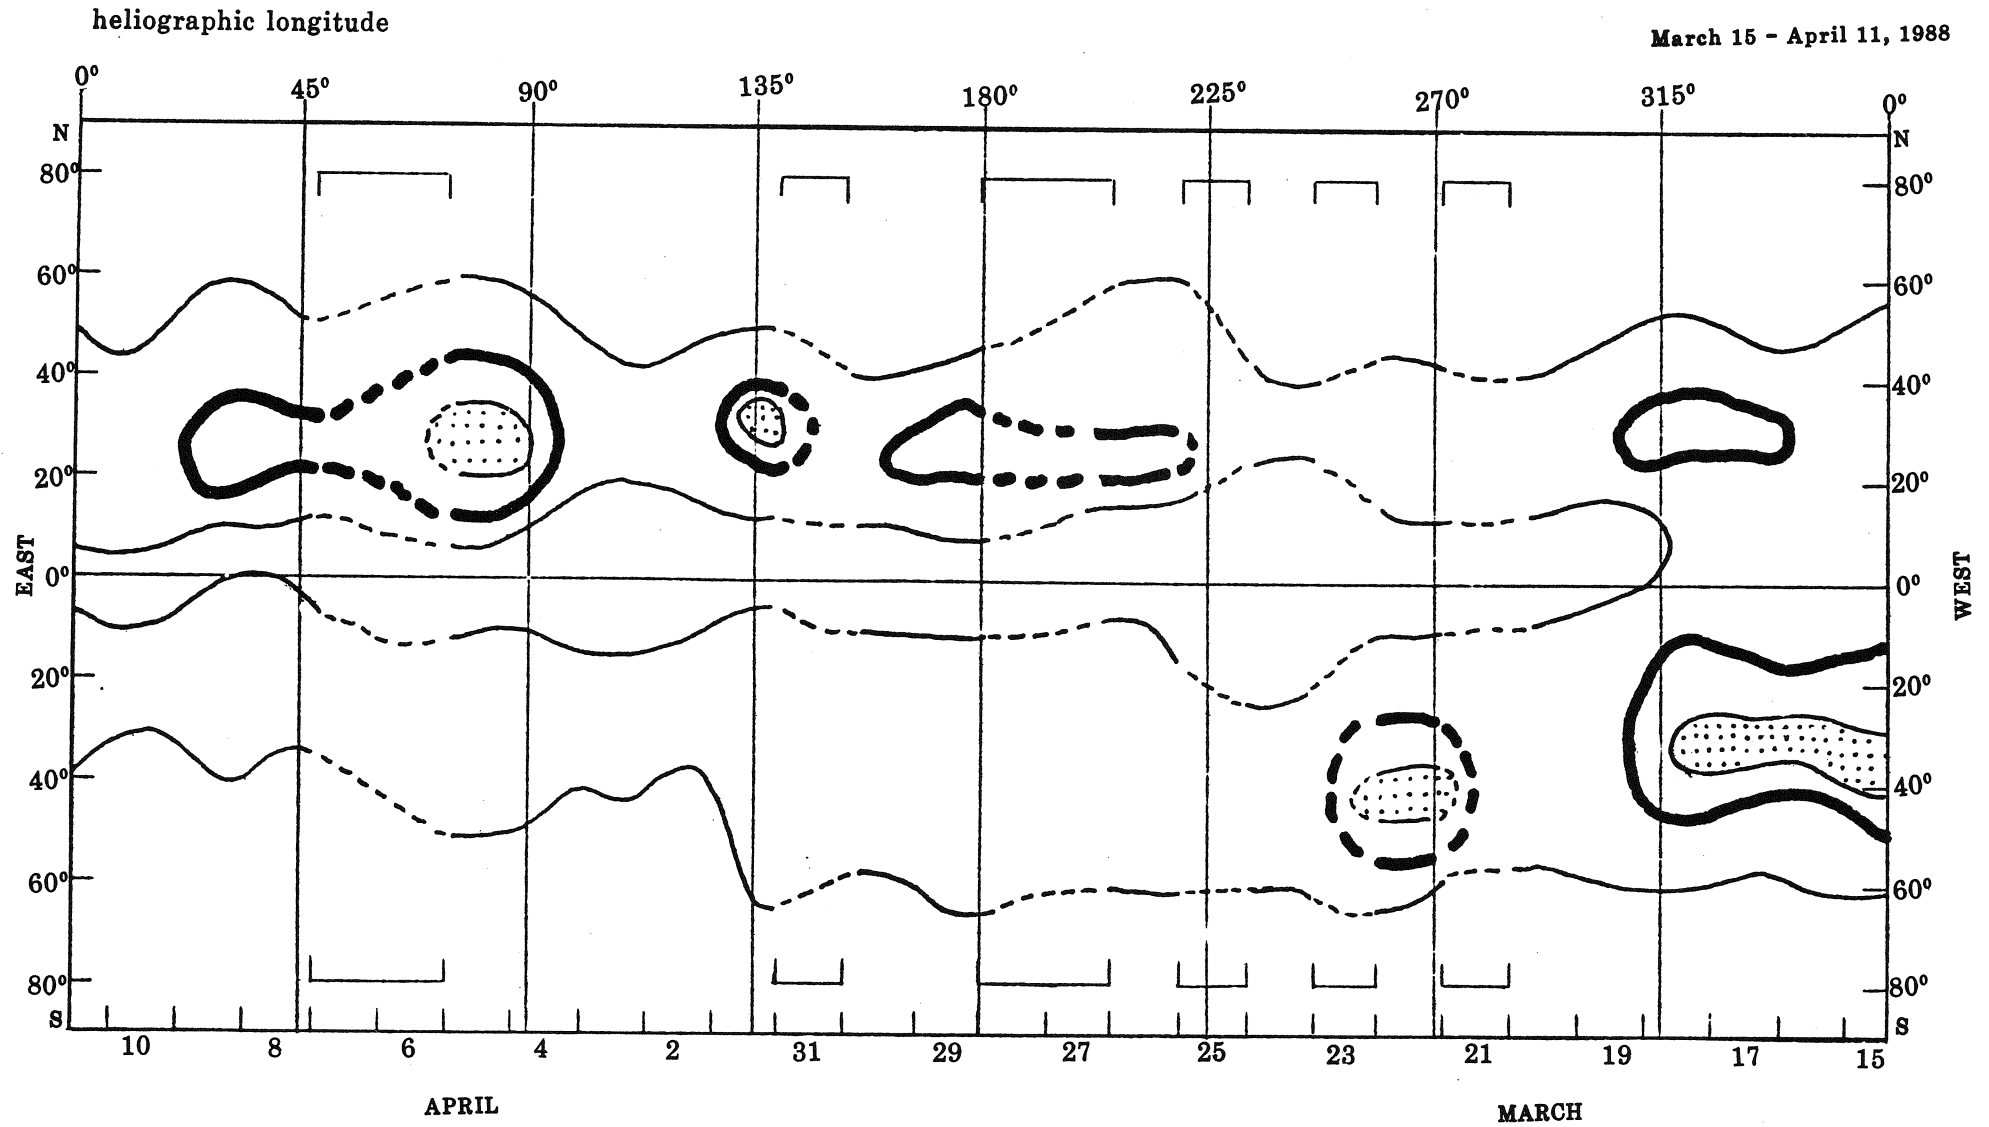 heliographic longitude
March 15 - April 11, 1988
0° 45° 90° 135° 180° 225° 270° 315° 0°
N N
80° 80°
60° 60°
40° 40°
20° 20°
EAST 0° 0° WEST
20° 20°
40° 40°
60° 60°
80° 80°
S S
10 8 6 4 2 31 29 27 25 23 21 19 17 15
APRIL MARCH